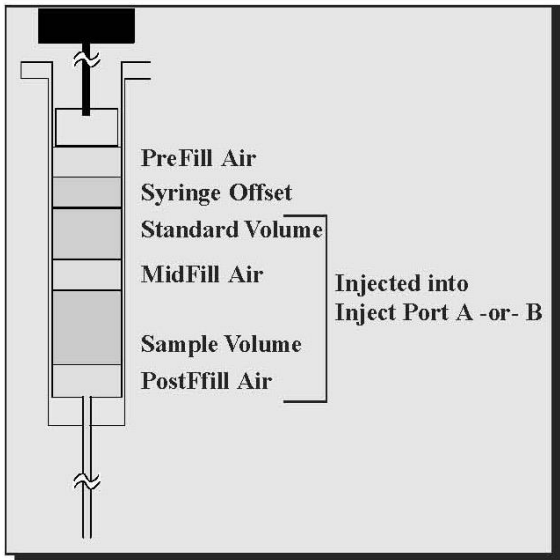 PreFill Air
Syringe Offset
Standard Volume
MidFill Air
Injected into
Inject Port A -or- B
Sample Volume
PostFfill Air